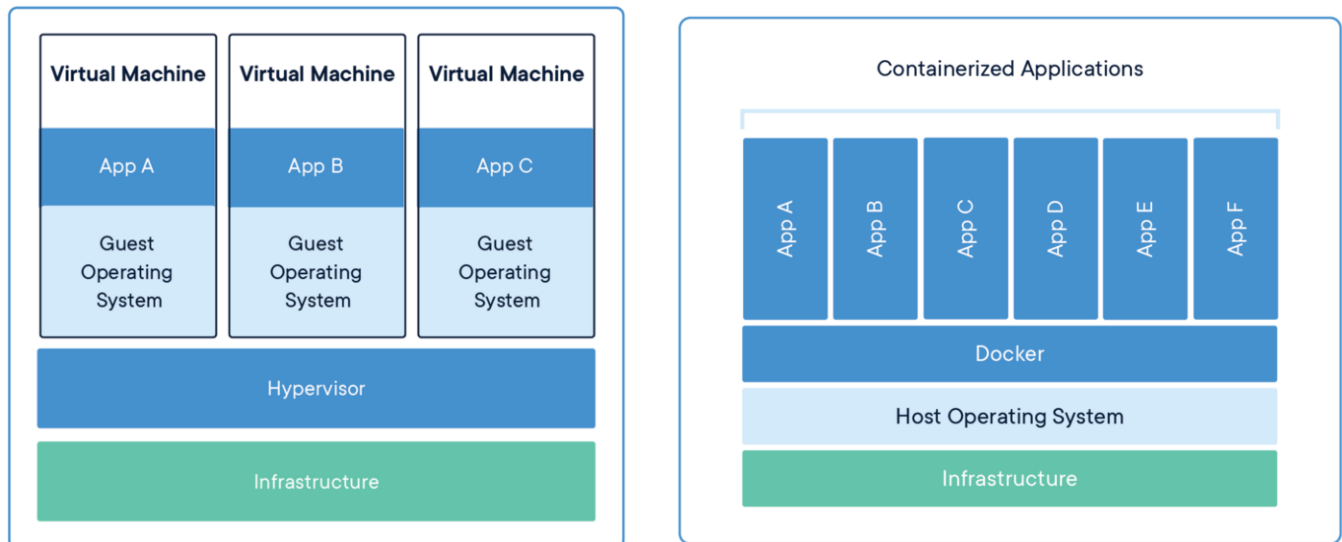 Virtual Machine
Virtual Machine
Virtual Machine
App A
App B
App C
Guest
Operating
System
Guest
Operating
System
Guest
Operating
System
Hypervisor
Infrastructure
Containerized Applications
App A
App B
App C
App D
App E
App F
Docker
Host Operating System
Infrastructure